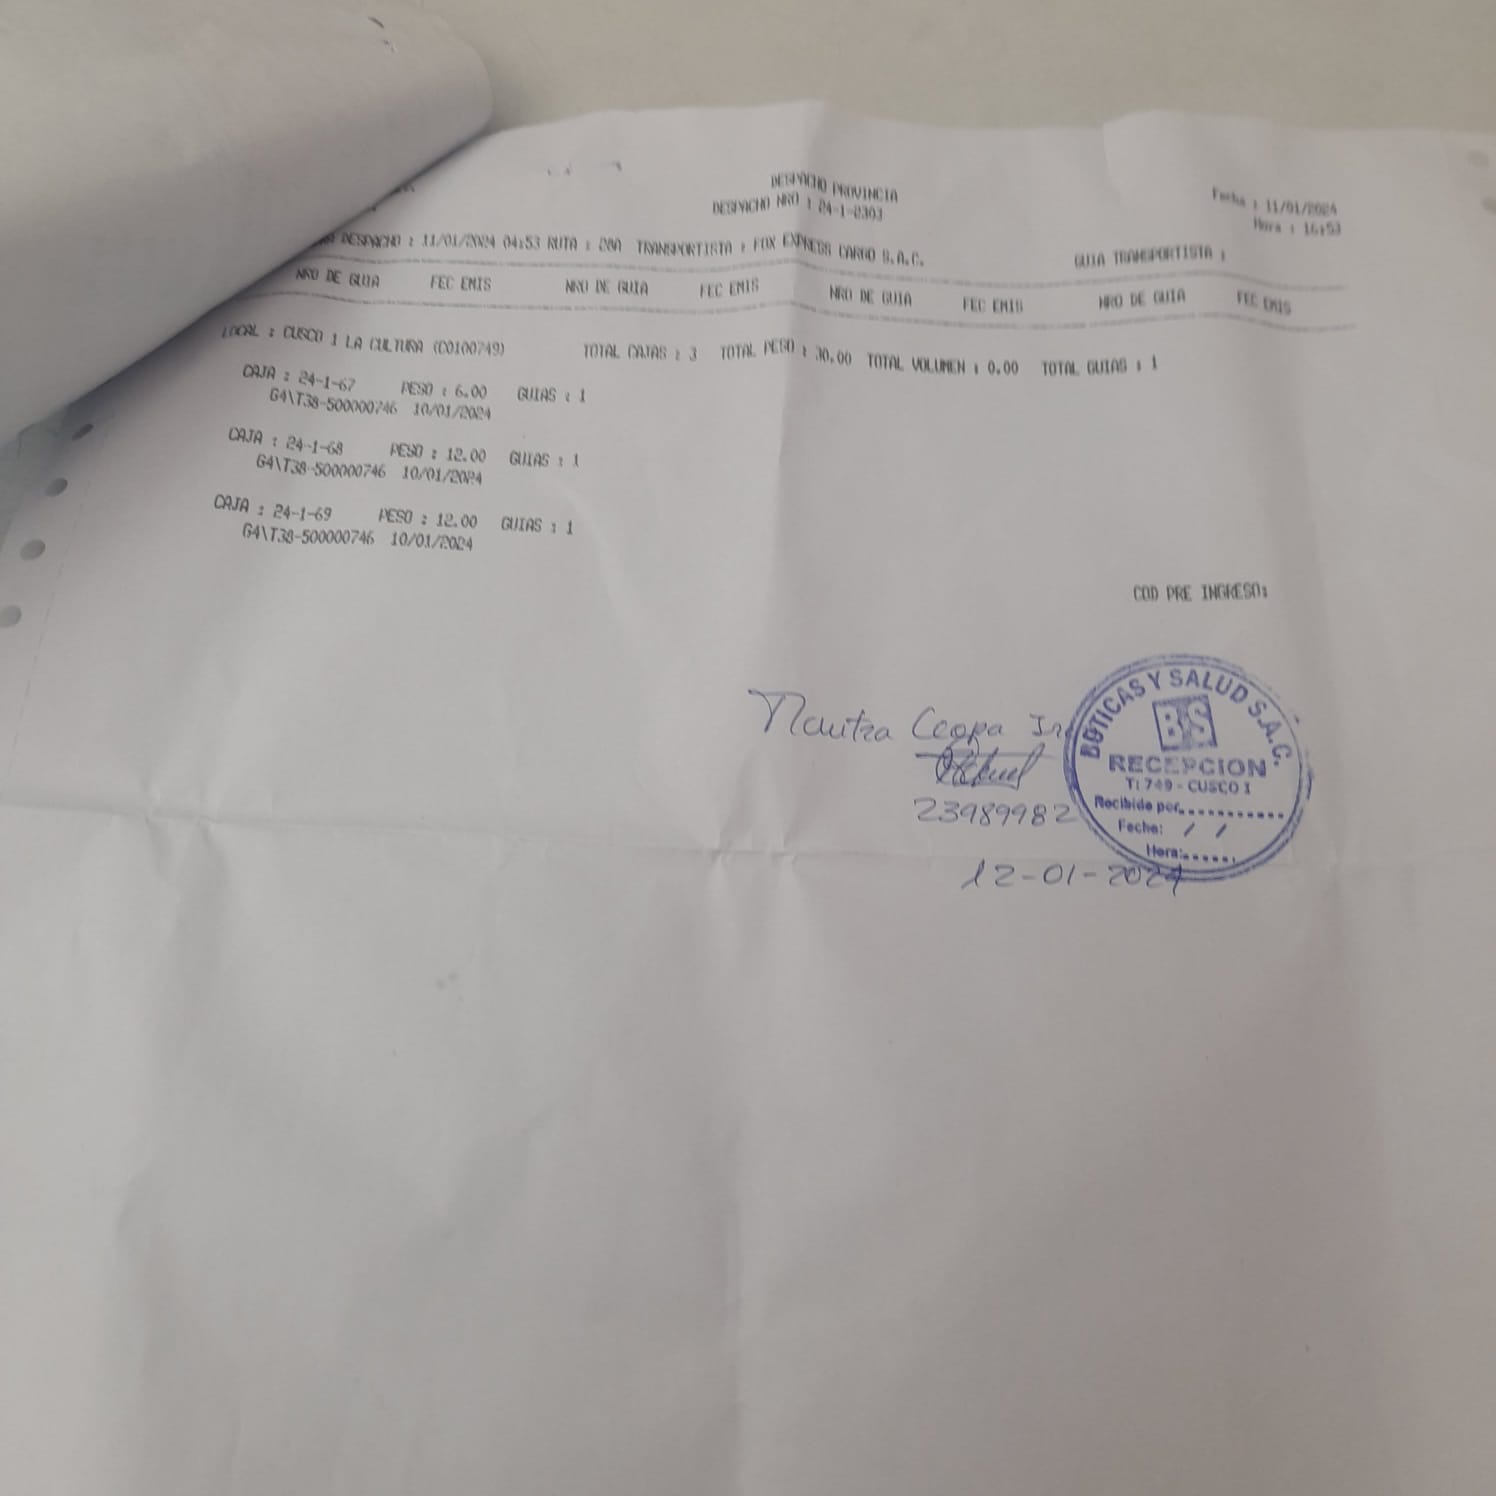 DESPACHO PROVINCIA
DESPACHO NRO : 24-1-2303
Fecha : 11/01/2024
Hora : 16:53
DESPACHO : 11/01/2024 04:53 RUTA : 20A TRANSPORTISTA : FOX EXPRESS CARGO S.A.C. GUIA TRANSPORTISTA :
NRO DE GUIA FEC EMIS NRO DE GUIA FEC EMIS NRO DE GUIA FEC EMIS NRO DE GUIA FEC EMIS
LOCAL : CUSCO 1 LA CULTURA (C0100749) TOTAL CAJAS : 3 TOTAL PESO : 30.00 TOTAL VOLUMEN : 0.00 TOTAL GUIAS : 1
CAJA : 24-1-67 PESO : 6.00 GUIAS : 1
G4\T38-500000746 10/01/2024
CAJA : 24-1-68 PESO : 12.00 GUIAS : 1
G4\T38-500000746 10/01/2024
CAJA : 24-1-69 PESO : 12.00 GUIAS : 1
G4\T38-500000746 10/01/2024
COD PRE INGRESO:
BOTICAS Y SALUD S.A.C.
BS
RECEPCION
T: 749 - CUSCO I
Recibido por...........
Fecha: / /
Hora:......
23989982
12-01-2024